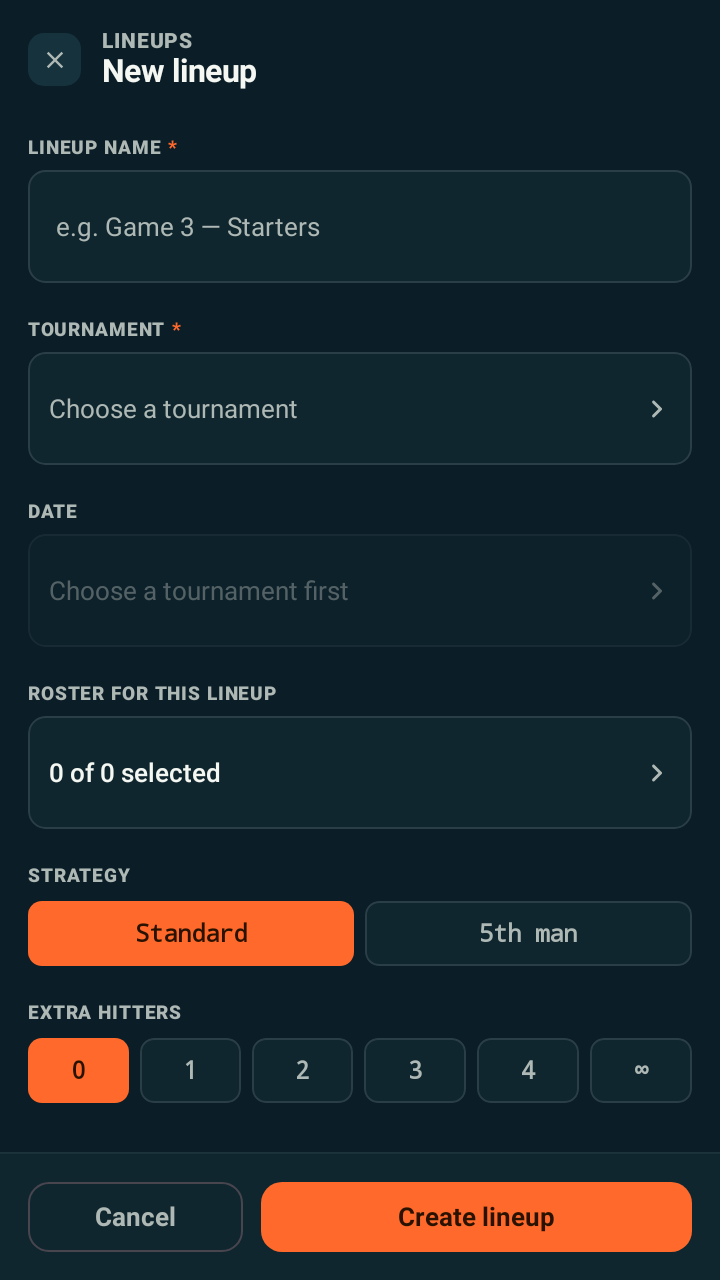 LINEUPS
New lineup
LINEUP NAME *
e.g. Game 3 — Starters
TOURNAMENT *
Choose a tournament
DATE
Choose a tournament first
ROSTER FOR THIS LINEUP
0 of 0 selected
STRATEGY
Standard 5th man
EXTRA HITTERS
0 1 2 3 4 ∞
Cancel Create lineup